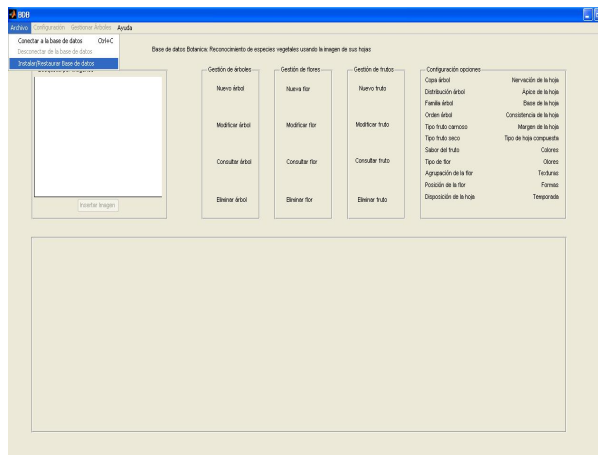 BDB
Archivo Configuración Gestionar Árboles Ayuda
Conectar a la base de datos Ctrl+C
Desconectar de la base de datos
Instalar/Restaurar Base de datos
Base de datos Botanica: Reconocimiento de especies vegetales usando la imagen de sus hojas
Insertar imagen
Gestión de árboles
Nuevo árbol
Modificar árbol
Consultar árbol
Eliminar árbol
Gestión de flores
Nueva flor
Modificar flor
Consultar flor
Eliminar flor
Gestión de frutos
Nuevo fruto
Modificar fruto
Consultar fruto
Eliminar fruto
Configuración opciones
Copa árbol Nervación de la hoja
Distribución árbol Apice de la hoja
Familia árbol Base de la hoja
Orden árbol Consistencia de la hoja
Tipo fruto carnoso Margen de la hoja
Tipo fruto seco Tipo de hoja compuesta
Sabor del fruto Colores
Tipo de flor Olores
Agrupación de la flor Texturas
Posición de la flor Formas
Disposición de la hoja Temporada